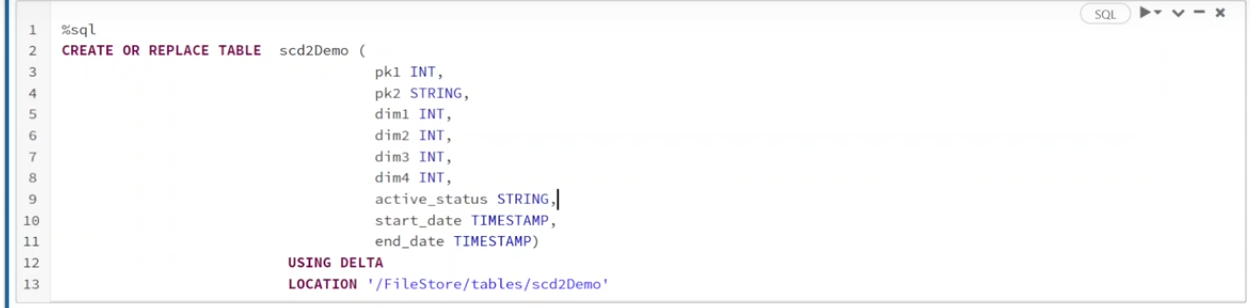 SQL
1 %sql
2 CREATE OR REPLACE TABLE scd2Demo (
3 pk1 INT,
4 pk2 STRING,
5 dim1 INT,
6 dim2 INT,
7 dim3 INT,
8 dim4 INT,
9 active_status STRING,
10 start_date TIMESTAMP,
11 end_date TIMESTAMP)
12 USING DELTA
13 LOCATION '/FileStore/tables/scd2Demo'